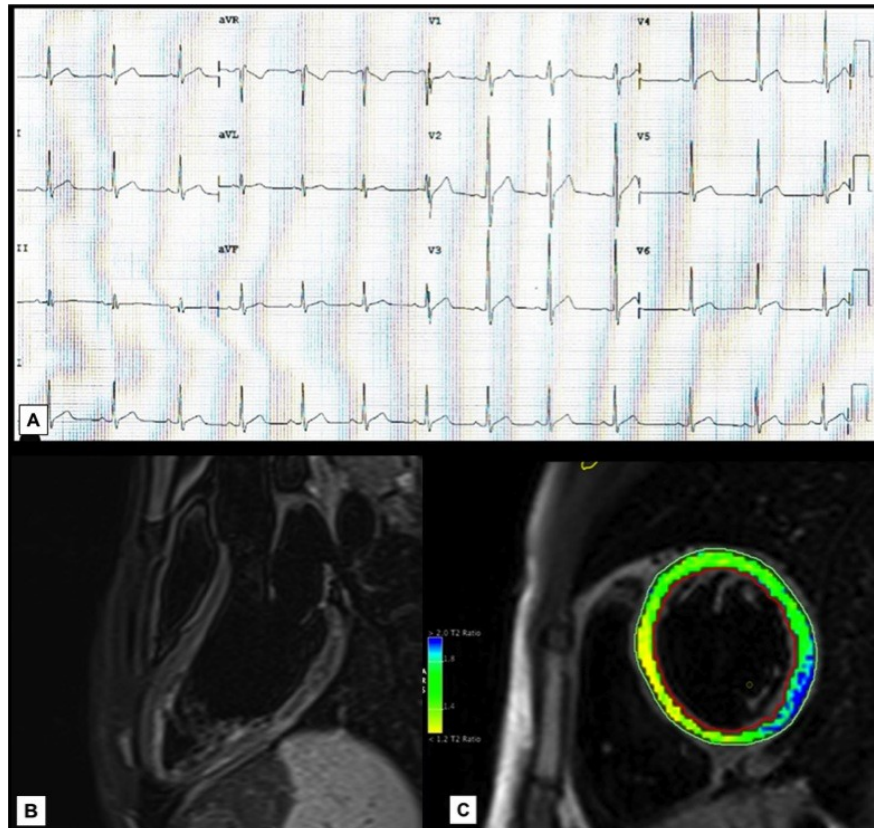 aVR V1 V4
I aVL V2 V5
II aVF V3 V6
I
A
> 2.0 T2 Ratio
1.8
1.4
< 1.2 T2 Ratio
B
C